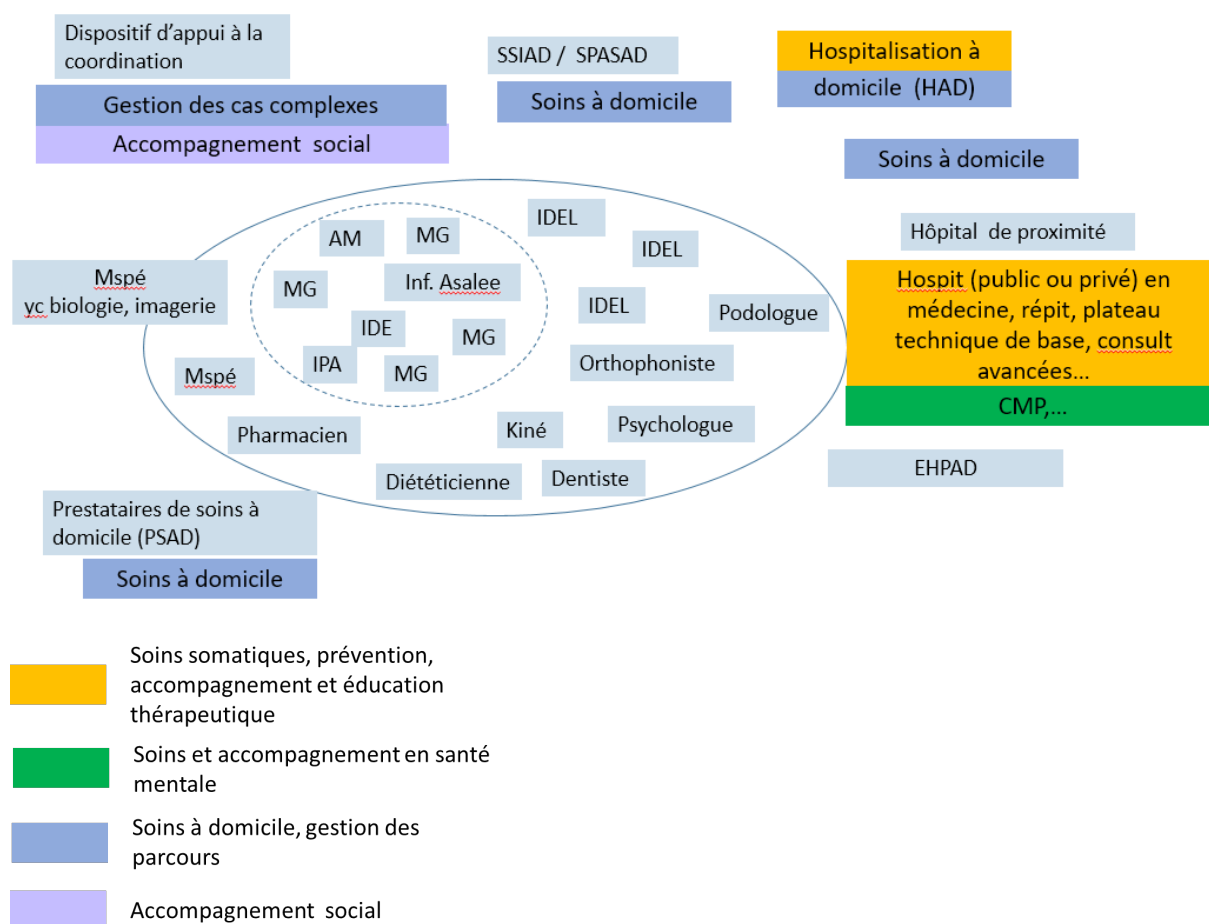 Dispositif d'appui à la
coordination
Gestion des cas complexes
Accompagnement social
SSIAD / SPASAD
Soins à domicile
Hospitalisation à
domicile (HAD)
Soins à domicile
Hôpital de proximité
Hospit (public ou privé) en
médecine, répit, plateau
technique de base, consult
avancées...
CMP,...
EHPAD
Mspé
yc biologie, imagerie
AM
MG
MG
Inf. Asalee
IDE
MG
IPA
MG
IDEL
IDEL
IDEL
Podologue
Orthophoniste
Mspé
Pharmacien
Kiné
Psychologue
Diététicienne
Dentiste
Prestataires de soins à
domicile (PSAD)
Soins à domicile
Soins somatiques, prévention,
accompagnement et éducation
thérapeutique
Soins et accompagnement en santé
mentale
Soins à domicile, gestion des
parcours
Accompagnement social